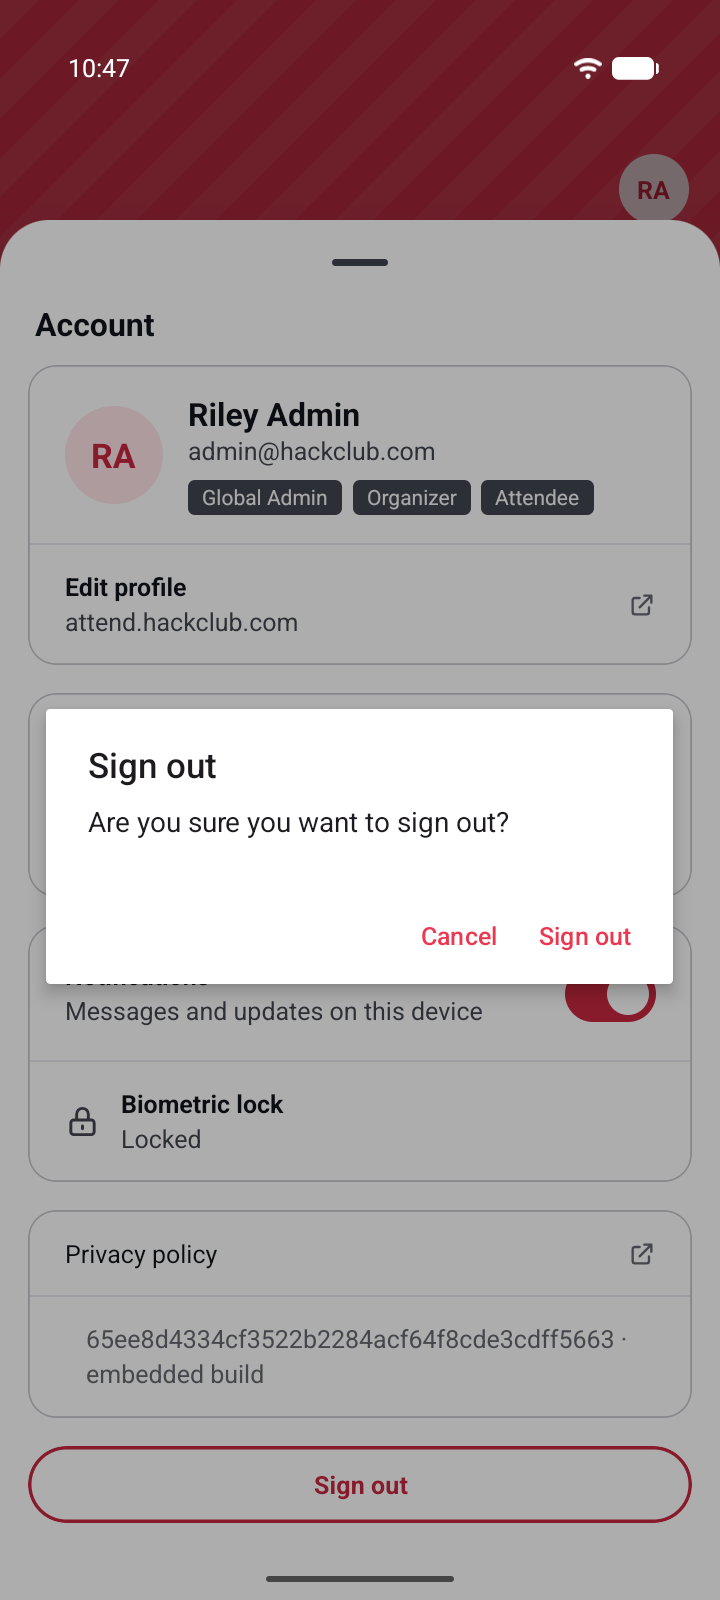 10:47
RA
Account
RA
Riley Admin
admin@hackclub.com
Global Admin Organizer Attendee
Edit profile
attend.hackclub.com
Sign out
Are you sure you want to sign out?
Cancel Sign out
Messages and updates on this device
Biometric lock
Locked
Privacy policy
65ee8d4334cf3522b2284acf64f8cde3cdff5663 ·
embedded build
Sign out